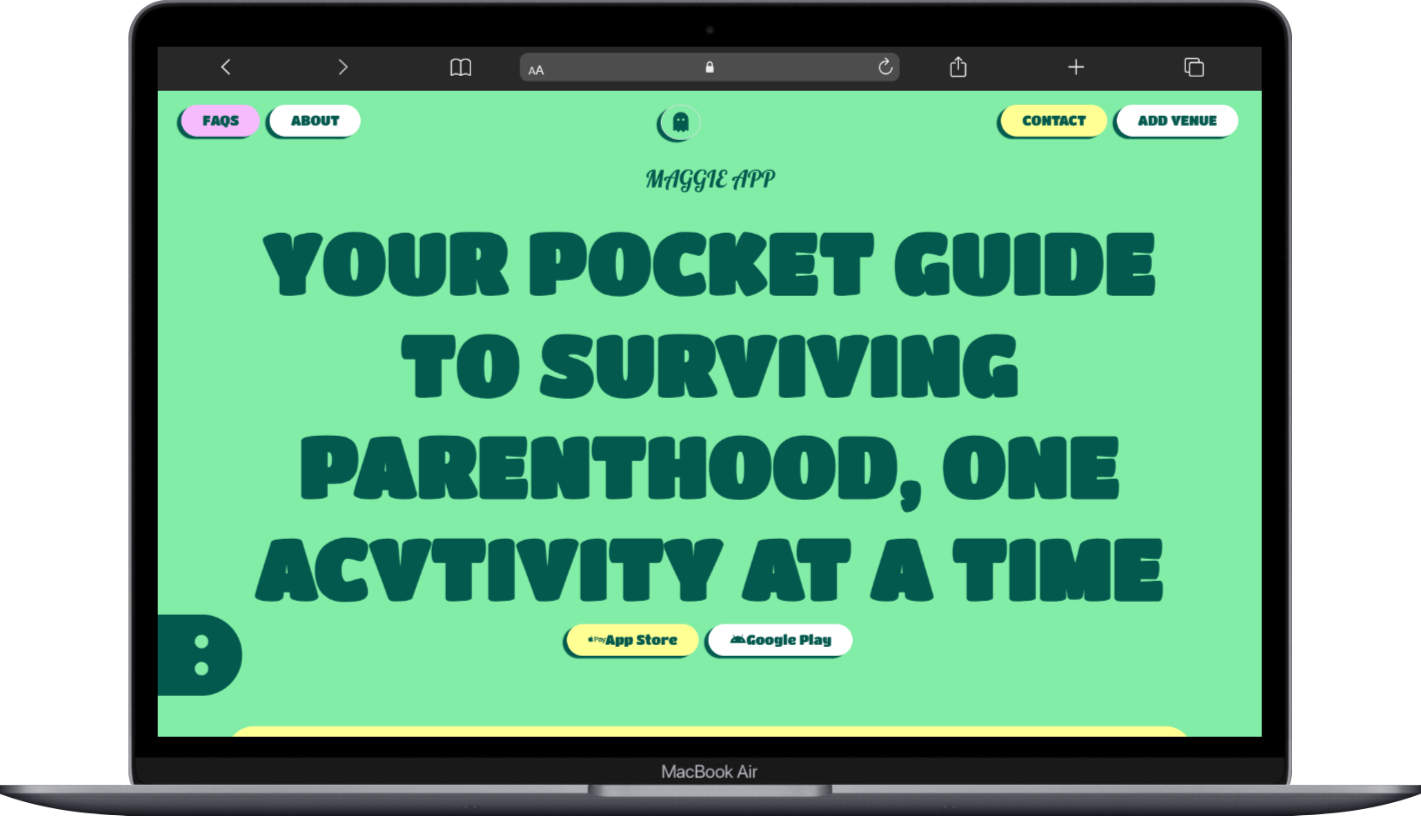 AA
FAQS
ABOUT
CONTACT
ADD VENUE
MAGGIE APP
YOUR POCKET GUIDE
TO SURVIVING
PARENTHOOD, ONE
ACVTIVITY AT A TIME
Pay App Store
Google Play
MacBook Air